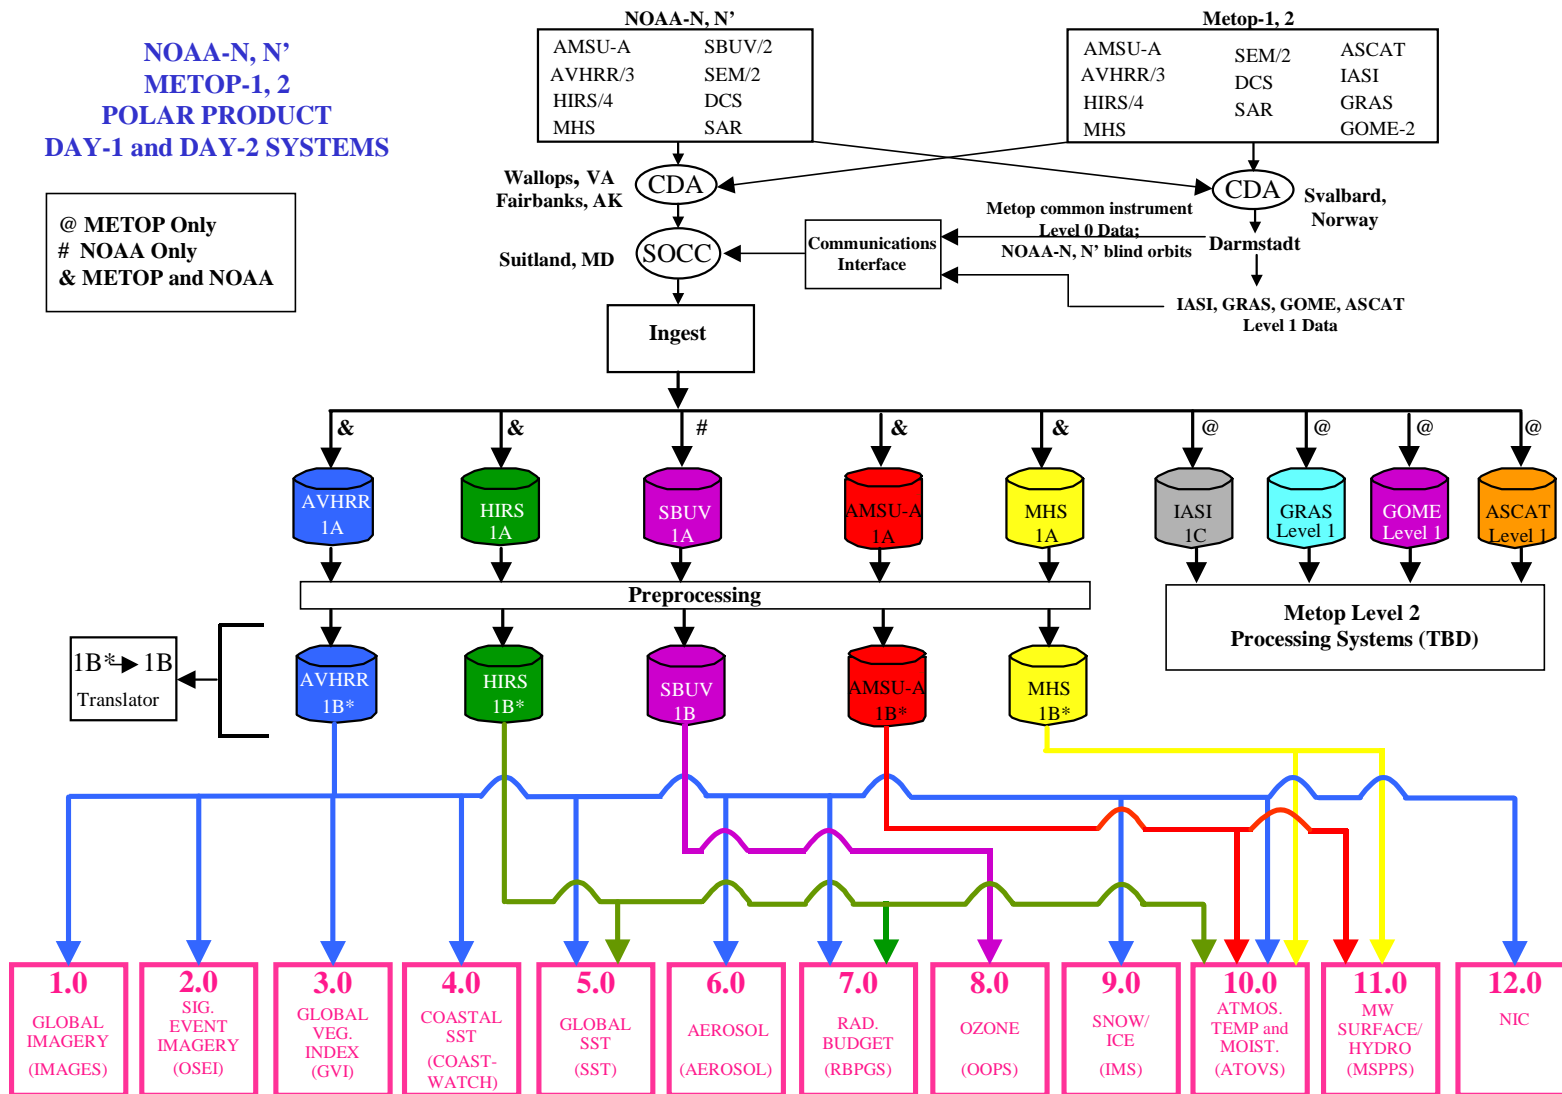 NOAA-N, N’
METOP-1, 2
POLAR PRODUCT
DAY-1 and DAY-2 SYSTEMS
@ METOP Only
# NOAA Only
& METOP and NOAA
NOAA-N, N’
AMSU-A
AVHRR/3
HIRS/4
MHS
SBUV/2
SEM/2
DCS
SAR
Metop-1, 2
AMSU-A
AVHRR/3
HIRS/4
MHS
SEM/2
DCS
SAR
ASCAT
IASI
GRAS
GOME-2
Wallops, VA
Fairbanks, AK
CDA
CDA
Svalbard,
Norway
Suitland, MD
SOCC
Communications
Interface
Metop common instrument
Level 0 Data;
NOAA-N, N’ blind orbits
Darmstadt
IASI, GRAS, GOME, ASCAT
Level 1 Data
Ingest
&
&
#
&
&
@
@
@
@
AVHRR
1A
HIRS
1A
SBUV
1A
AMSU-A
1A
MHS
1A
IASI
1C
GRAS
Level 1
GOME
Level 1
ASCAT
Level 1
Preprocessing
Metop Level 2
Processing Systems (TBD)
1B* 1B
Translator
AVHRR
1B*
HIRS
1B*
SBUV
1B
AMSU-A
1B*
MHS
1B*
1.0
GLOBAL
IMAGERY
(IMAGES)
2.0
SIG.
EVENT
IMAGERY
(OSEI)
3.0
GLOBAL
VEG.
INDEX
(GVI)
4.0
COASTAL
SST
(COAST-
WATCH)
5.0
GLOBAL
SST
(SST)
6.0
AEROSOL
(AEROSOL)
7.0
RAD.
BUDGET
(RBPGS)
8.0
OZONE
(OOPS)
9.0
SNOW/
ICE
(IMS)
10.0
ATMOS.
TEMP and
MOIST.
(ATOVS)
11.0
MW
SURFACE/
HYDRO
(MSPPS)
12.0
NIC